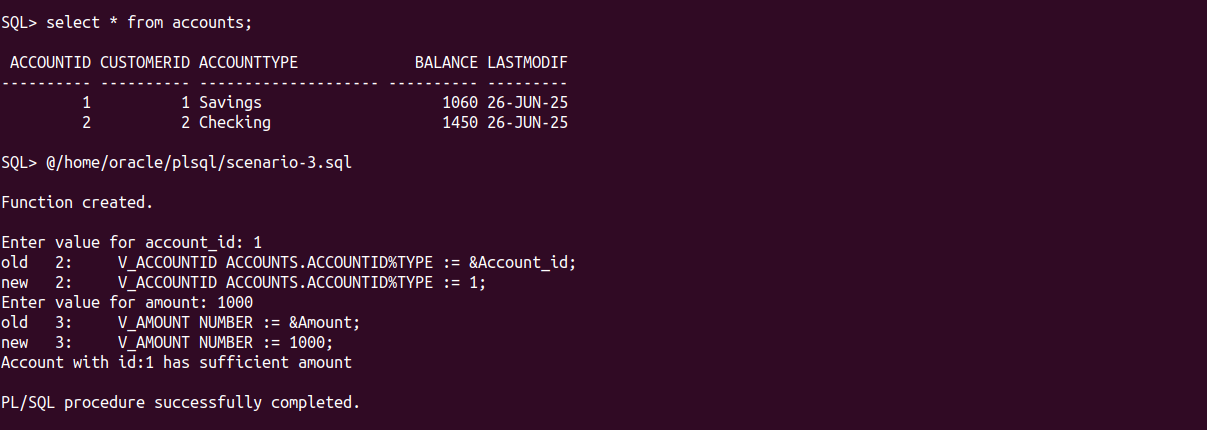 SQL> select * from accounts;
 ACCOUNTID CUSTOMERID ACCOUNTTYPE             BALANCE LASTMODIF
---------- ---------- -------------------- ---------- ---------
         1          1 Savings                    1060 26-JUN-25
         2          2 Checking                   1450 26-JUN-25
SQL> @/home/oracle/plsql/scenario-3.sql
Function created.
Enter value for account_id: 1
old   2:     V_ACCOUNTID ACCOUNTS.ACCOUNTID%TYPE := &Account_id;
new   2:     V_ACCOUNTID ACCOUNTS.ACCOUNTID%TYPE := 1;
Enter value for amount: 1000
old   3:     V_AMOUNT NUMBER := &Amount;
new   3:     V_AMOUNT NUMBER := 1000;
Account with id:1 has sufficient amount
PL/SQL procedure successfully completed.